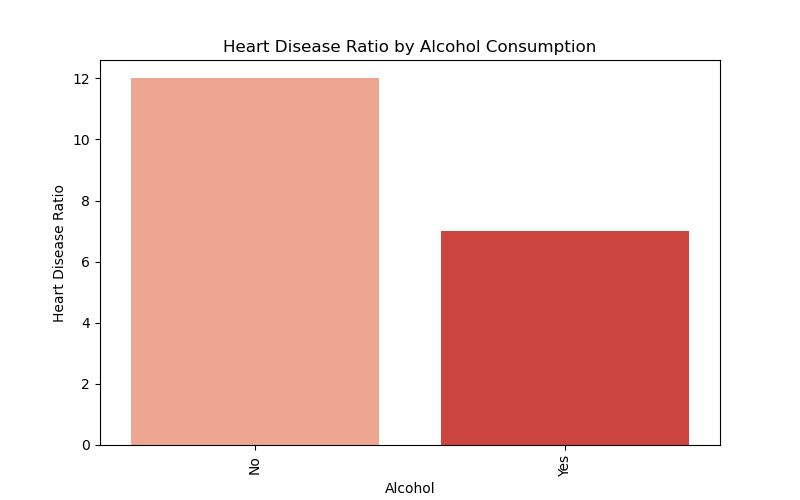 Heart Disease Ratio by Alcohol Consumption
12
10
8
6
4
2
0
Heart Disease Ratio
No
Yes
Alcohol